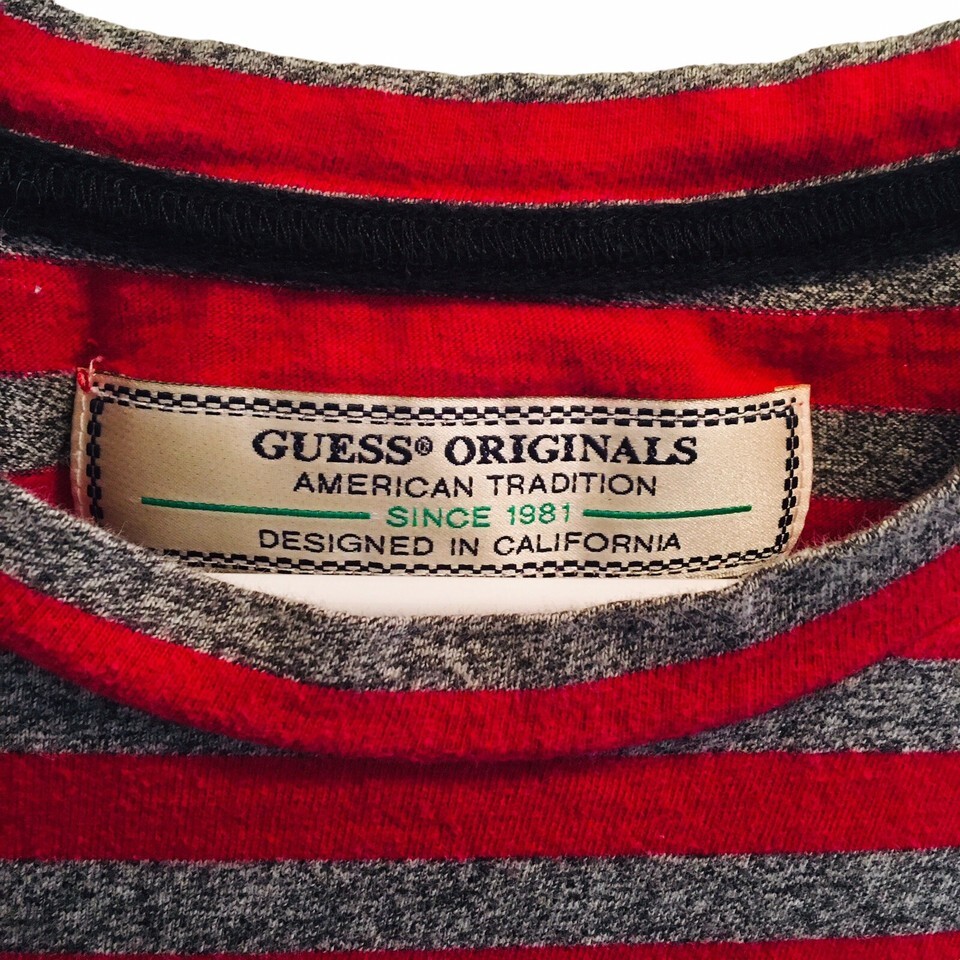 GUESS® ORIGINALS
AMERICAN TRADITION
SINCE 1981
DESIGNED IN CALIFORNIA